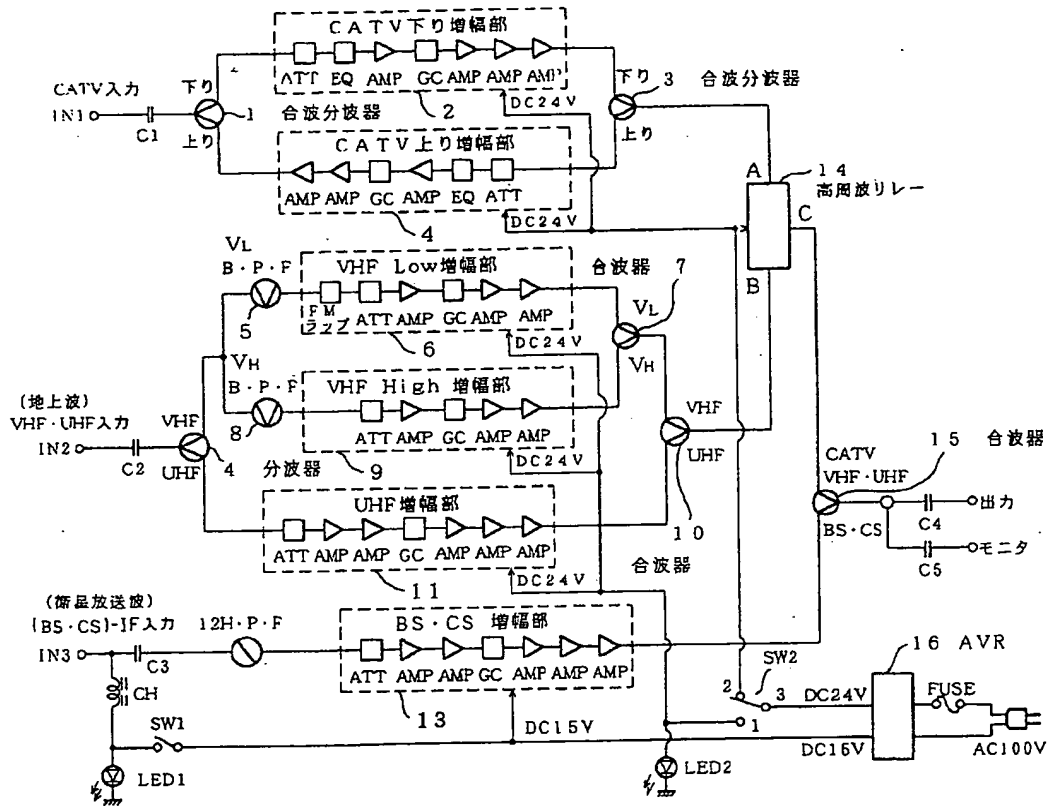 CATV下り増幅部
ATT EQ AMP GC AMP AMP AMP
CATV入力
IN1
C1
下り
上り
1 合波分波器
2
DC24V
下り
上り
3 合波分波器
CATV上り増幅部
AMP AMP GC AMP EQ ATT
4
DC24V
A
B
C
14
高周波リレー
VL
B・P・F
5
VHF Low増幅部
FM
ラップ
ATT AMP GC AMP AMP
6
DC24V
合波器
7
VL
VH
VH
B・P・F
8
VHF High 増幅部
ATT AMP GC AMP AMP
9
DC24V
(地上波)
VHF・UHF入力
IN2
C2
VHF
UHF
4
分波器
VHF
UHF
10
合波器
UHF増幅部
ATT AMP AMP GC AMP AMP AMP
11
DC24V
15 合波器
CATV
VHF・UHF
BS・CS
C4
出力
C5
モニタ
(衛星放送波)
(BS・CS)-IF入力
IN3
C3
12H・P・F
BS・CS 増幅部
ATT AMP AMP GC AMP AMP AMP
13
DC15V
CH
SW1
LED1
SW2
2
3
1
LED2
DC24V
DC15V
16 AVR
FUSE
AC100V